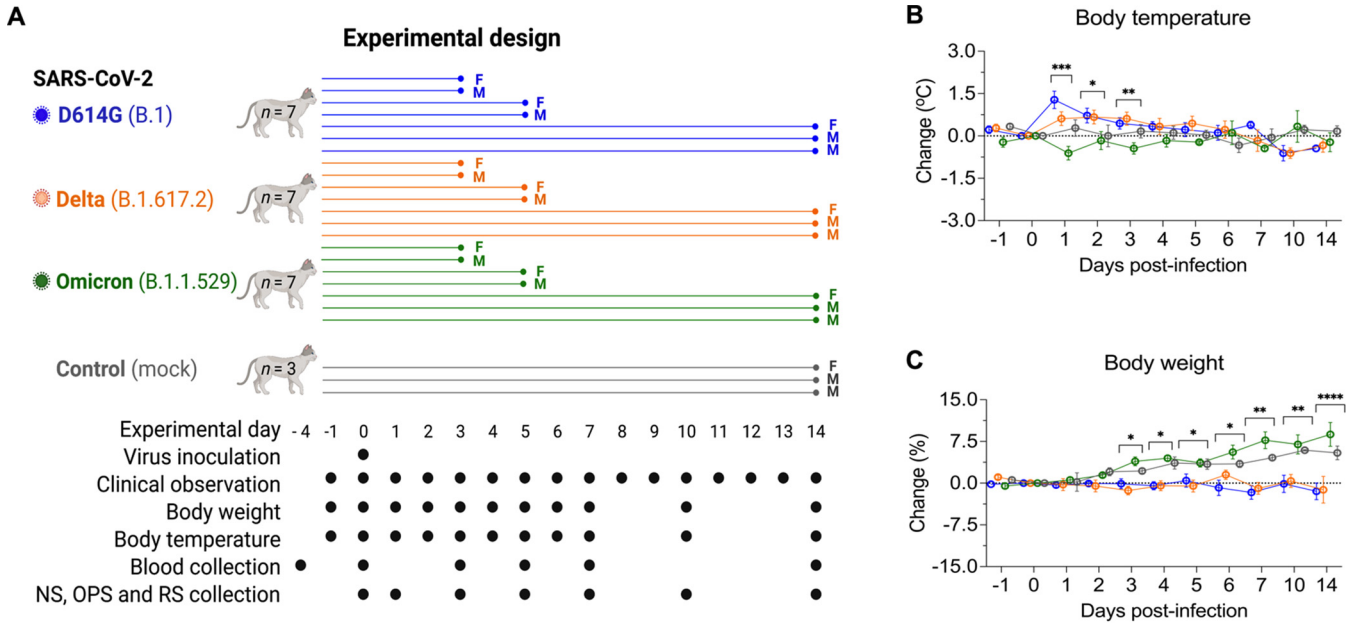 A
Experimental design
SARS-CoV-2
D614G (B.1)
n = 7
F
M
F
M
F
M
M
Delta (B.1.617.2)
n = 7
F
M
F
M
F
M
M
Omicron (B.1.1.529)
n = 7
F
M
F
M
F
M
M
Control (mock)
n = 3
F
M
M
Experimental day - 4 -1 0 1 2 3 4 5 6 7 8 9 10 11 12 13 14
Virus inoculation
Clinical observation
Body weight
Body temperature
Blood collection
NS, OPS and RS collection
B
Body temperature
*** * **
3.0
1.5
0.0
-1.5
-3.0
Change (ºC)
-1 0 1 2 3 4 5 6 7 10 14
Days post-infection
C
Body weight
* * * * ** ** ****
15.0
7.5
0.0
-7.5
-15.0
Change (%)
-1 0 1 2 3 4 5 6 7 10 14
Days post-infection